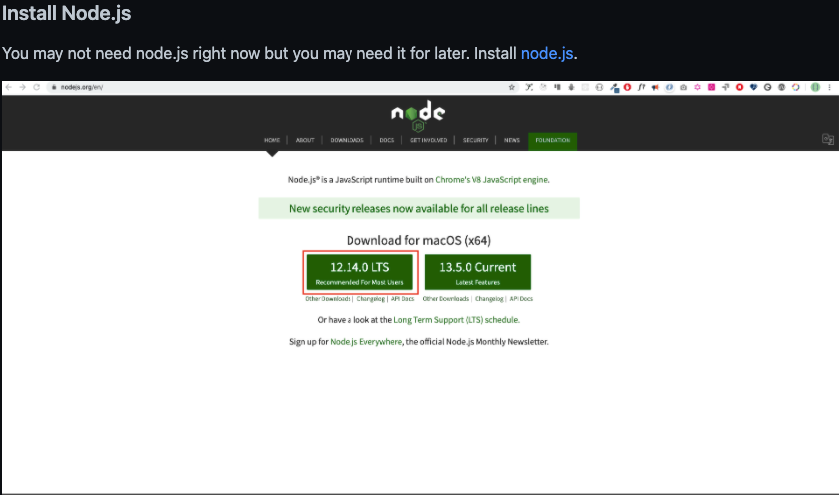 Install Node.js
You may not need node.js right now but you may need it for later. Install node.js.
nodejs.org/en/
node
JS
HOME | ABOUT | DOWNLOADS | DOCS | GET INVOLVED | SECURITY | NEWS | FOUNDATION
Node.js® is a JavaScript runtime built on Chrome's V8 JavaScript engine.
New security releases now available for all release lines
Download for macOS (x64)
12.14.0 LTS
Recommended For Most Users
13.5.0 Current
Latest Features
Other Downloads | Changelog | API Docs
Other Downloads | Changelog | API Docs
Or have a look at the Long Term Support (LTS) schedule.
Sign up for Node.js Everywhere, the official Node.js Monthly Newsletter.